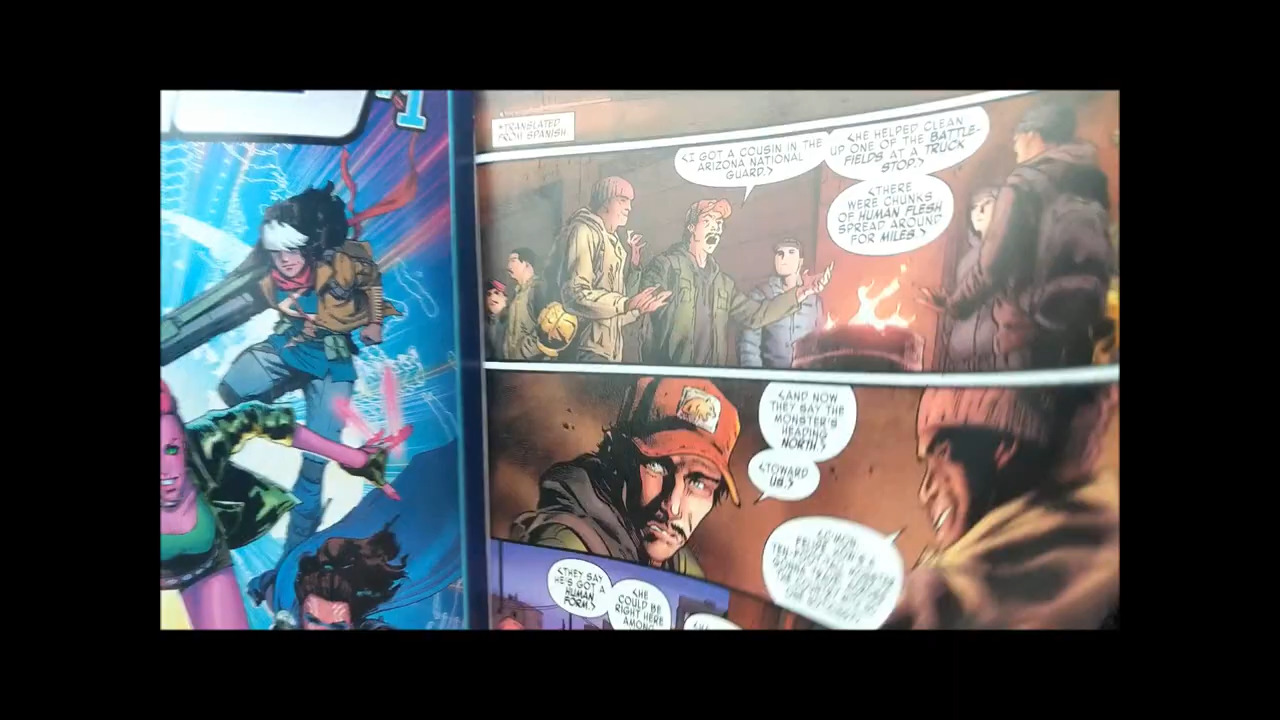 #1
*TRANSLATED
FROM SPANISH.
<I GOT A COUSIN IN THE
ARIZONA NATIONAL
GUARD.>
<HE HELPED CLEAN
UP ONE OF THE BATTLE-
FIELDS AT A TRUCK
STOP.>
<THERE
WERE CHUNKS
OF HUMAN FLESH
SPREAD AROUND
FOR MILES.>
<AND NOW
THEY SAY THE
MONSTER'S
HEADING
NORTH.>
<TOWARD
US.>
<C'MON,
FELIPE
<THEY SAY
HE'S GOT A
HUMAN
FORM.>
<HE
COULD BE
RIGHT HERE
AMONG